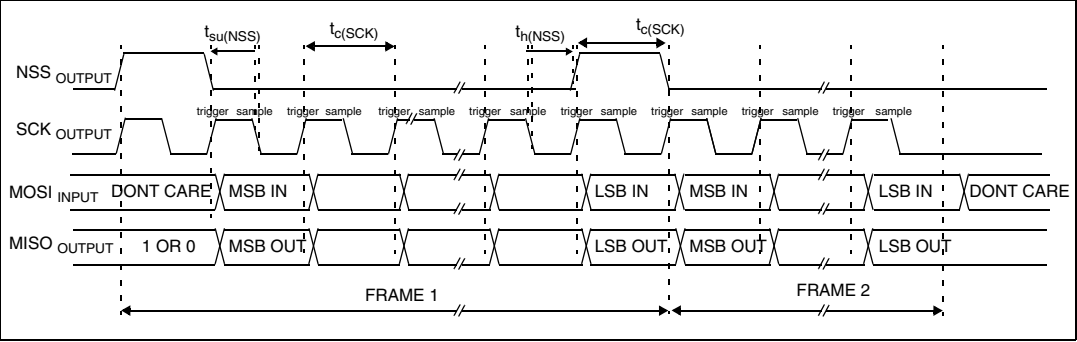 tsu(NSS) tc(SCK) th(NSS) tc(SCK)
NSS OUTPUT
trigger sample trigger sample trigger sample trigger sample trigger sample trigger sample trigger sample trigger sample
SCK OUTPUT
MOSI INPUT DONT CARE MSB IN LSB IN MSB IN LSB IN DONT CARE
MISO OUTPUT 1 OR 0 MSB OUT LSB OUT MSB OUT LSB OUT
FRAME 1 FRAME 2